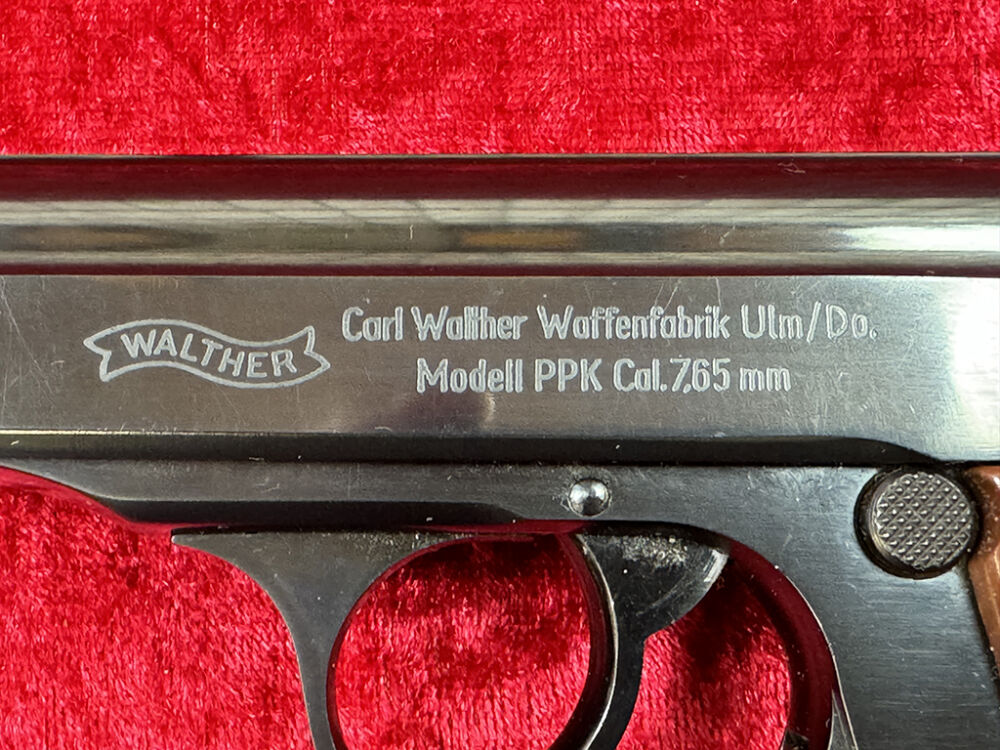 WALTHER
Carl Walther Waffenfabrik Ulm/Do.
Modell PPK Cal. 7,65 mm